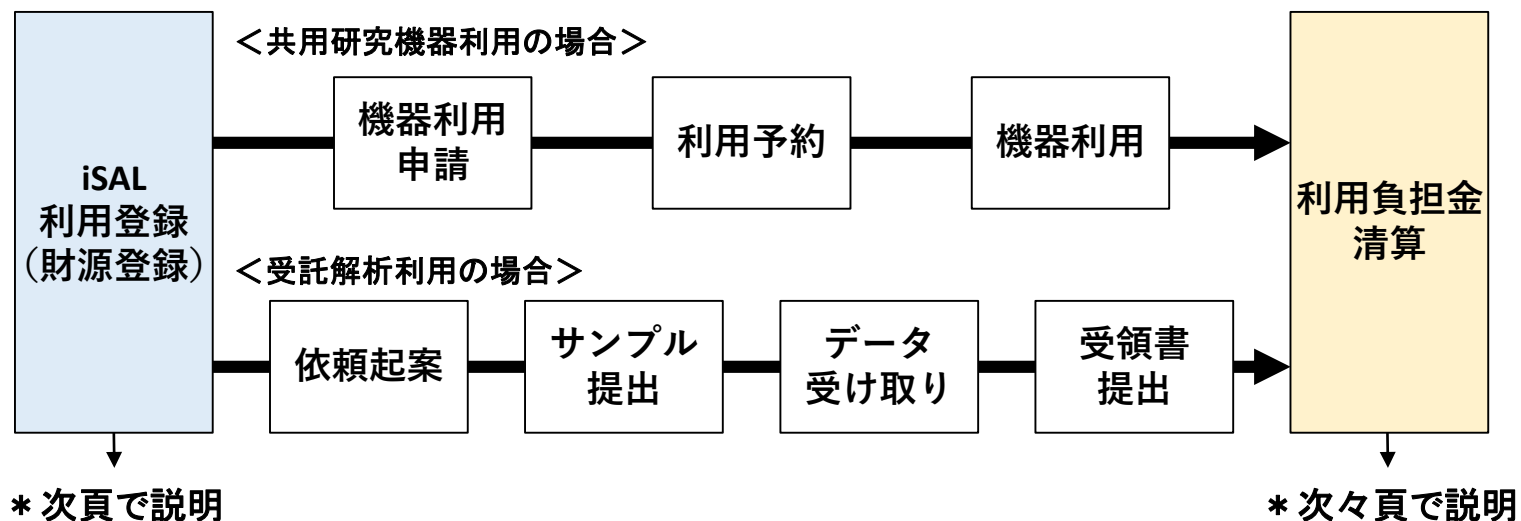 iSAL
利用登録
（財源登録）
＜共用研究機器利用の場合＞
機器利用
申請
利用予約
機器利用
＜受託解析利用の場合＞
依頼起案
サンプル
提出
データ
受け取り
受領書
提出
利用負担金
清算
＊次頁で説明
＊次々頁で説明